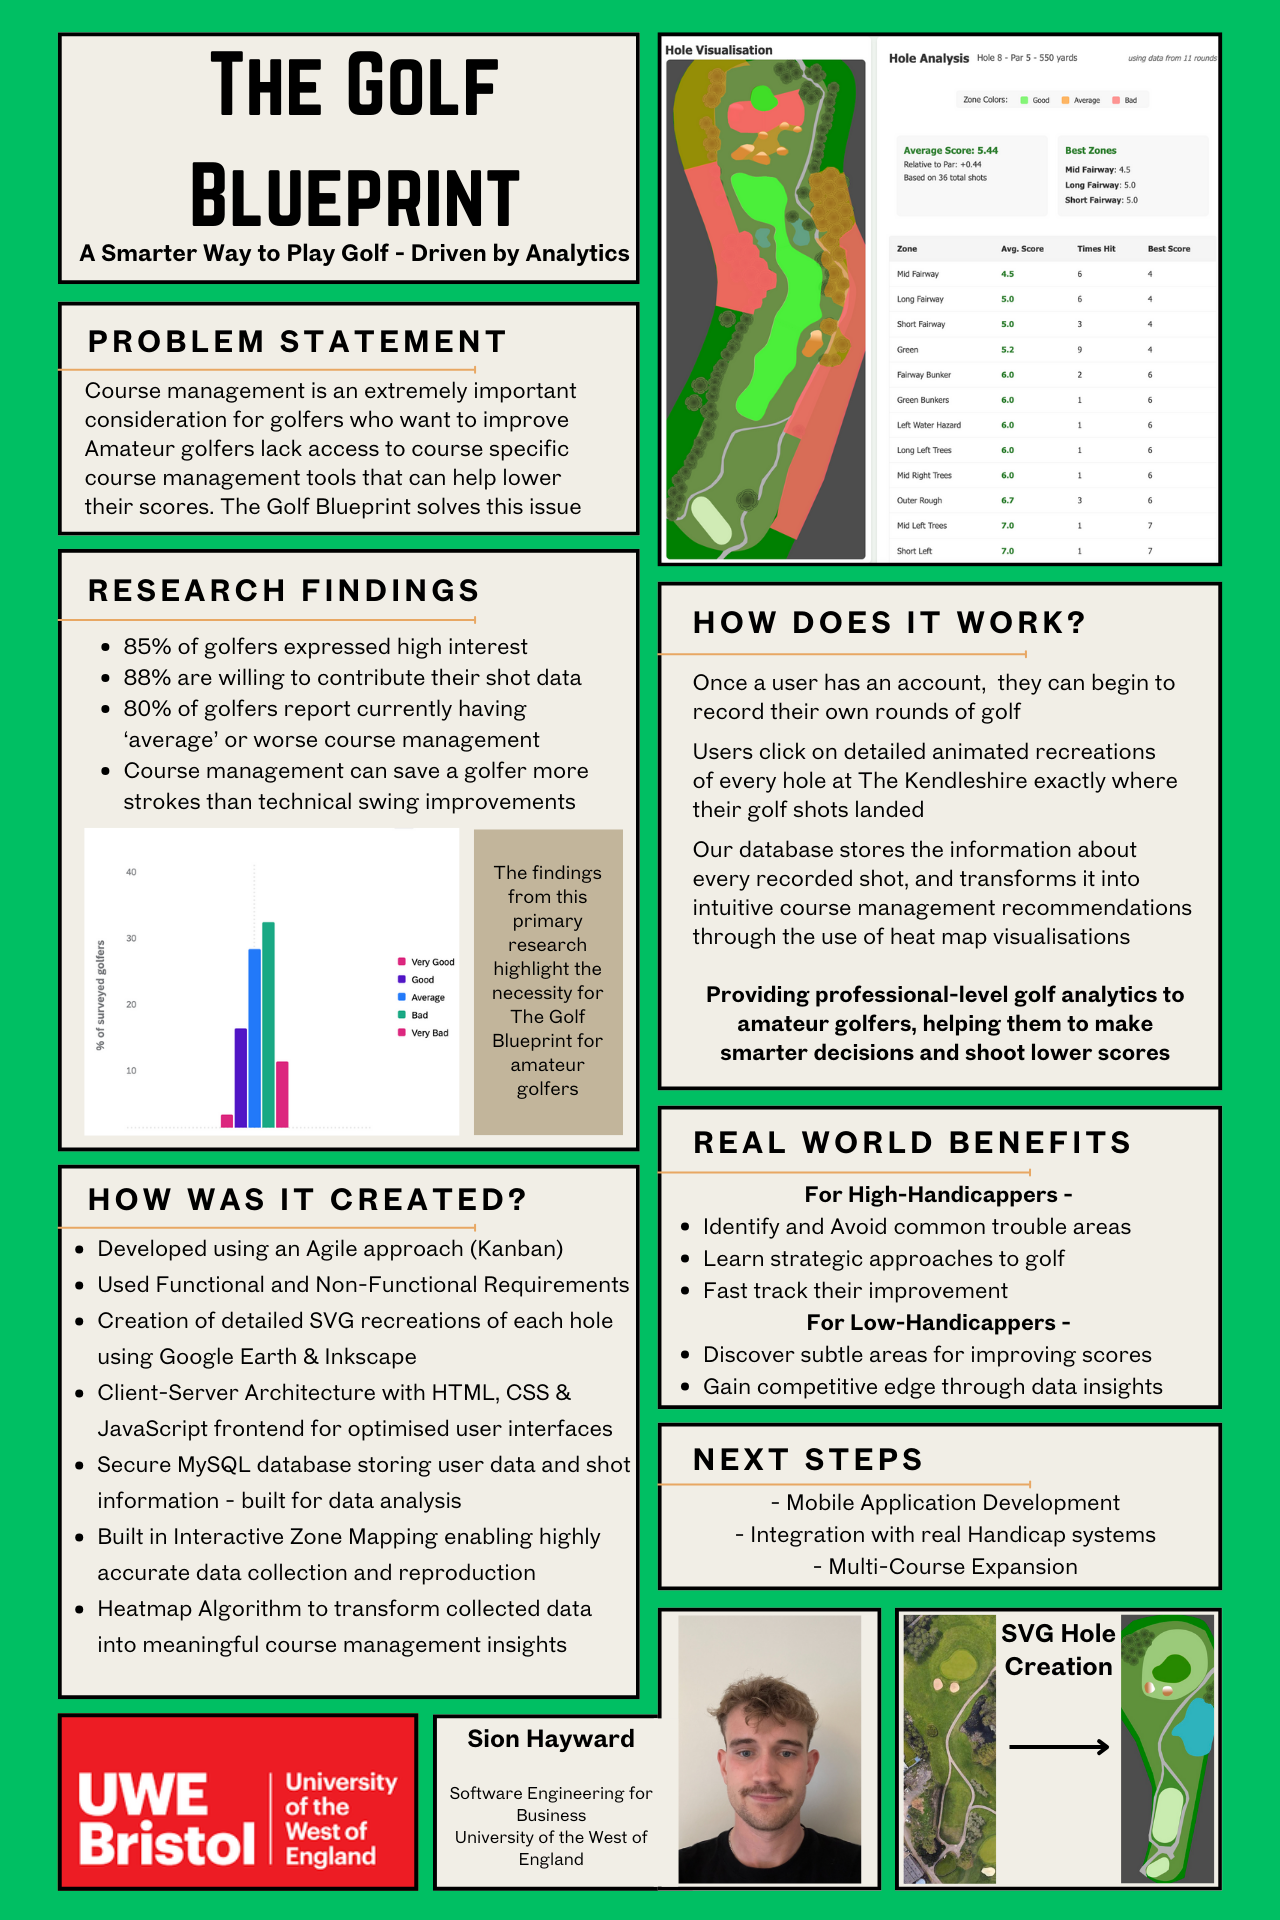 The Golf
Blueprint
A Smarter Way to Play Golf - Driven by Analytics
PROBLEM STATEMENT
Course management is an extremely important
consideration for golfers who want to improve
Amateur golfers lack access to course specific
course management tools that can help lower
their scores. The Golf Blueprint solves this issue
RESEARCH FINDINGS
• 85% of golfers expressed high interest
• 88% are willing to contribute their shot data
• 80% of golfers report currently having
‘average’ or worse course management
• Course management can save a golfer more
strokes than technical swing improvements
% of surveyed golfers
40
30
20
10
Very Good
Good
Average
Bad
Very Bad
The findings
from this
primary
research
highlight the
necessity for
The Golf
Blueprint for
amateur
golfers
HOW WAS IT CREATED?
• Developed using an Agile approach (Kanban)
• Used Functional and Non-Functional Requirements
• Creation of detailed SVG recreations of each hole
using Google Earth & Inkscape
• Client-Server Architecture with HTML, CSS &
JavaScript frontend for optimised user interfaces
• Secure MySQL database storing user data and shot
information - built for data analysis
• Built in Interactive Zone Mapping enabling highly
accurate data collection and reproduction
• Heatmap Algorithm to transform collected data
into meaningful course management insights
Hole Visualisation
Hole Analysis Hole 8 - Par 5 - 550 yards using data from 11 rounds
Zone Colors: Good Average Bad
Average Score: 5.44
Relative to Par: +0.44
Based on 36 total shots
Best Zones
Mid Fairway: 4.5
Long Fairway: 5.0
Short Fairway: 5.0
Zone Avg. Score Times Hit Best Score
Mid Fairway 4.5 6 4
Long Fairway 5.0 6 4
Short Fairway 5.0 3 4
Green 5.2 9 4
Fairway Bunker 6.0 2 6
Green Bunkers 6.0 1 6
Left Water Hazard 6.0 1 6
Long Left Trees 6.0 1 6
Mid Right Trees 6.0 1 6
Outer Rough 6.7 3 6
Mid Left Trees 7.0 1 7
Short Left 7.0 1 7
HOW DOES IT WORK?
Once a user has an account, they can begin to
record their own rounds of golf
Users click on detailed animated recreations
of every hole at The Kendleshire exactly where
their golf shots landed
Our database stores the information about
every recorded shot, and transforms it into
intuitive course management recommendations
through the use of heat map visualisations
Providing professional-level golf analytics to
amateur golfers, helping them to make
smarter decisions and shoot lower scores
REAL WORLD BENEFITS
For High-Handicappers -
• Identify and Avoid common trouble areas
• Learn strategic approaches to golf
• Fast track their improvement
For Low-Handicappers -
• Discover subtle areas for improving scores
• Gain competitive edge through data insights
NEXT STEPS
- Mobile Application Development
- Integration with real Handicap systems
- Multi-Course Expansion
UWE
Bristol
University
of the
West of
England
Sion Hayward
Software Engineering for
Business
University of the West of
England
SVG Hole
Creation